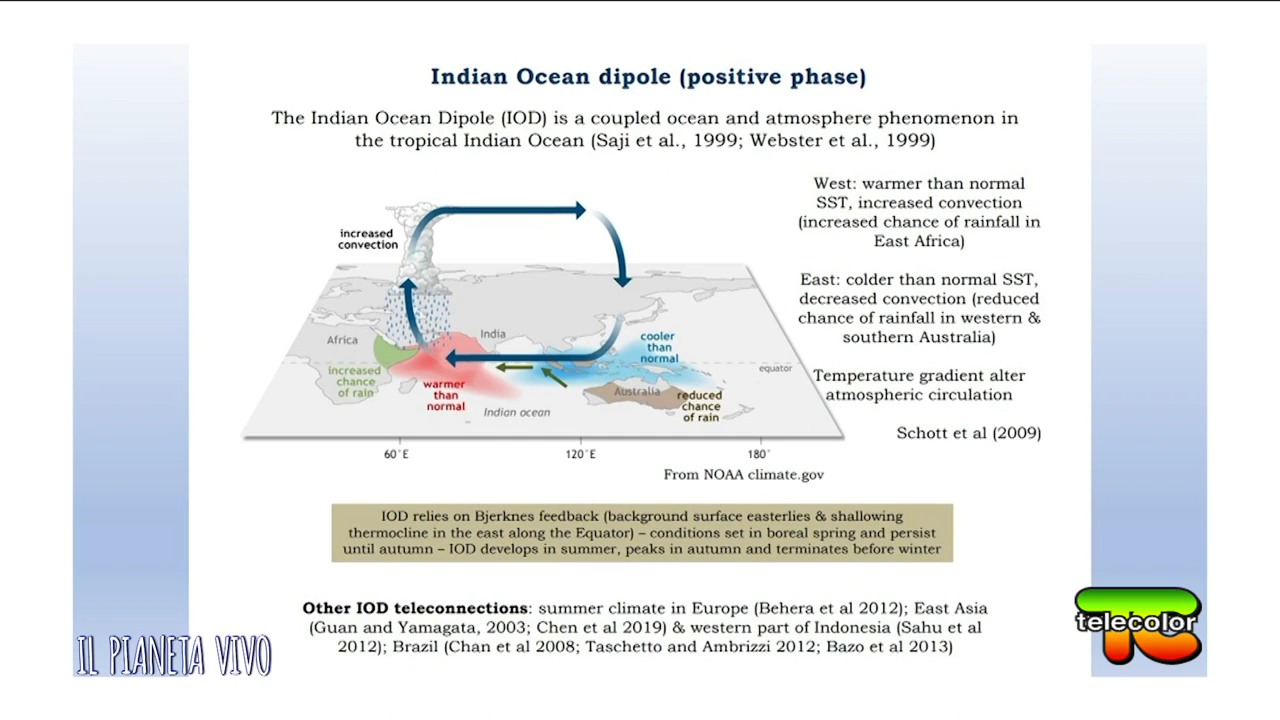 Indian Ocean dipole (positive phase)
The Indian Ocean Dipole (IOD) is a coupled ocean and atmosphere phenomenon in
the tropical Indian Ocean (Saji et al., 1999; Webster et al., 1999)
West: warmer than normal
SST, increased convection
(increased chance of rainfall in
East Africa)
East: colder than normal SST,
decreased convection (reduced
chance of rainfall in western &
southern Australia)
Temperature gradient alter
atmospheric circulation
Schott et al (2009)
increased
convection
Africa
India
cooler
than
normal
equator
increased
chance
of rain
warmer
than
normal
Indian ocean
Australia
reduced
chance
of rain
60°E
120°E
180°
From NOAA climate.gov
IOD relies on Bjerknes feedback (background surface easterlies & shallowing
thermocline in the east along the Equator) – conditions set in boreal spring and persist
until autumn – IOD develops in summer, peaks in autumn and terminates before winter
Other IOD teleconnections: summer climate in Europe (Behera et al 2012); East Asia
(Guan and Yamagata, 2003; Chen et al 2019) & western part of Indonesia (Sahu et al
2012); Brazil (Chan et al 2008; Taschetto and Ambrizzi 2012; Bazo et al 2013)
IL PIANETA VIVO
telecolor